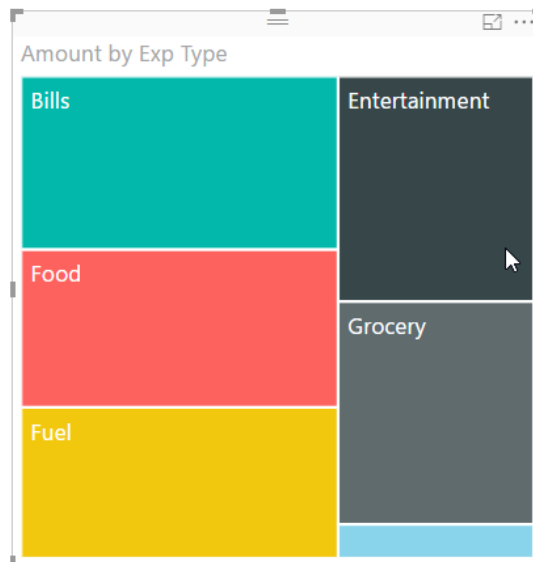 Amount by Exp Type
Bills
Entertainment
Food
Grocery
Fuel